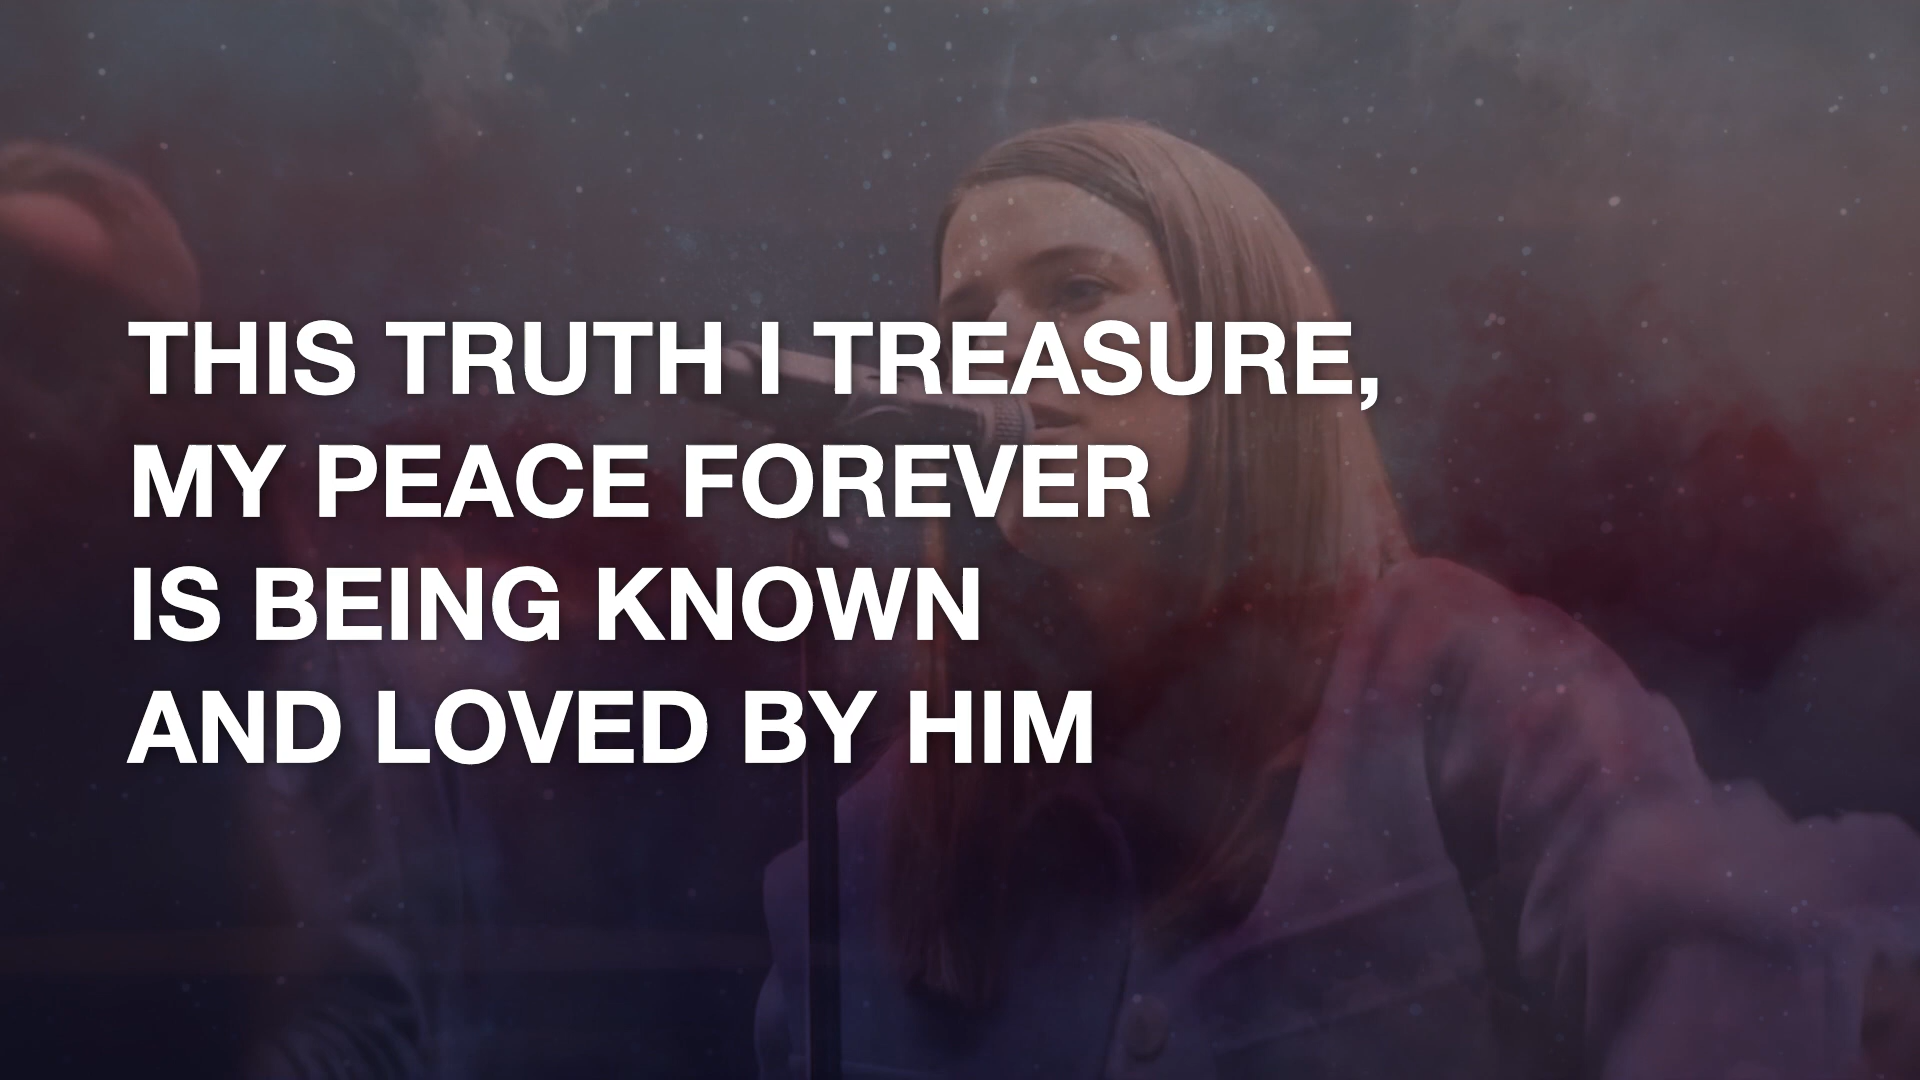 THIS TRUTH I TREASURE,
MY PEACE FOREVER
IS BEING KNOWN
AND LOVED BY HIM